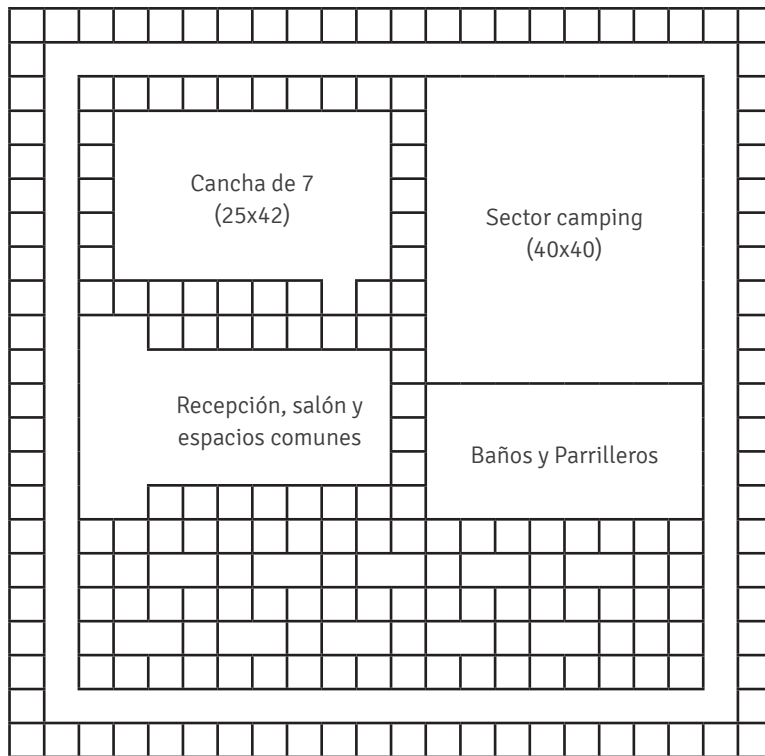 Cancha de 7
(25x42)
Sector camping
(40x40)
Recepción, salón y
espacios comunes
Baños y Parrilleros